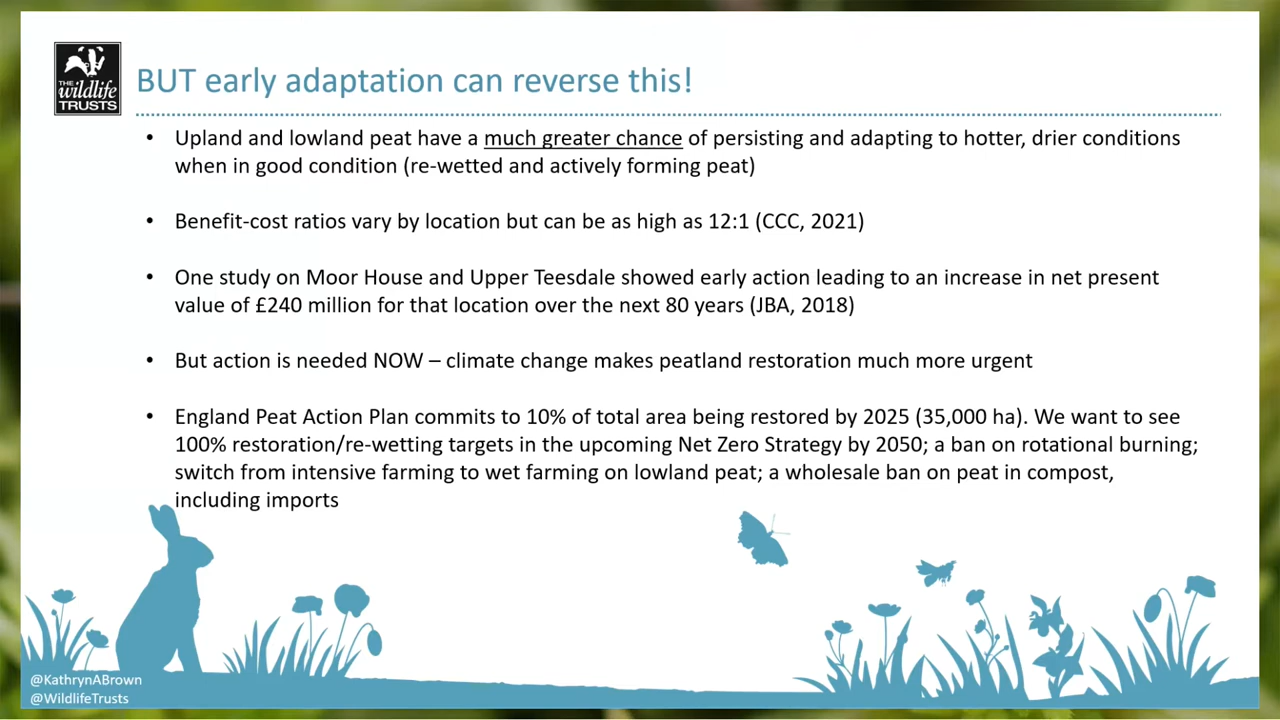 THE
wildlife
TRUSTS
BUT early adaptation can reverse this!
• Upland and lowland peat have a much greater chance of persisting and adapting to hotter, drier conditions
when in good condition (re-wetted and actively forming peat)
• Benefit-cost ratios vary by location but can be as high as 12:1 (CCC, 2021)
• One study on Moor House and Upper Teesdale showed early action leading to an increase in net present
value of £240 million for that location over the next 80 years (JBA, 2018)
• But action is needed NOW – climate change makes peatland restoration much more urgent
• England Peat Action Plan commits to 10% of total area being restored by 2025 (35,000 ha). We want to see
100% restoration/re-wetting targets in the upcoming Net Zero Strategy by 2050; a ban on rotational burning;
switch from intensive farming to wet farming on lowland peat; a wholesale ban on peat in compost,
including imports
@KathrynABrown
@WildlifeTrusts